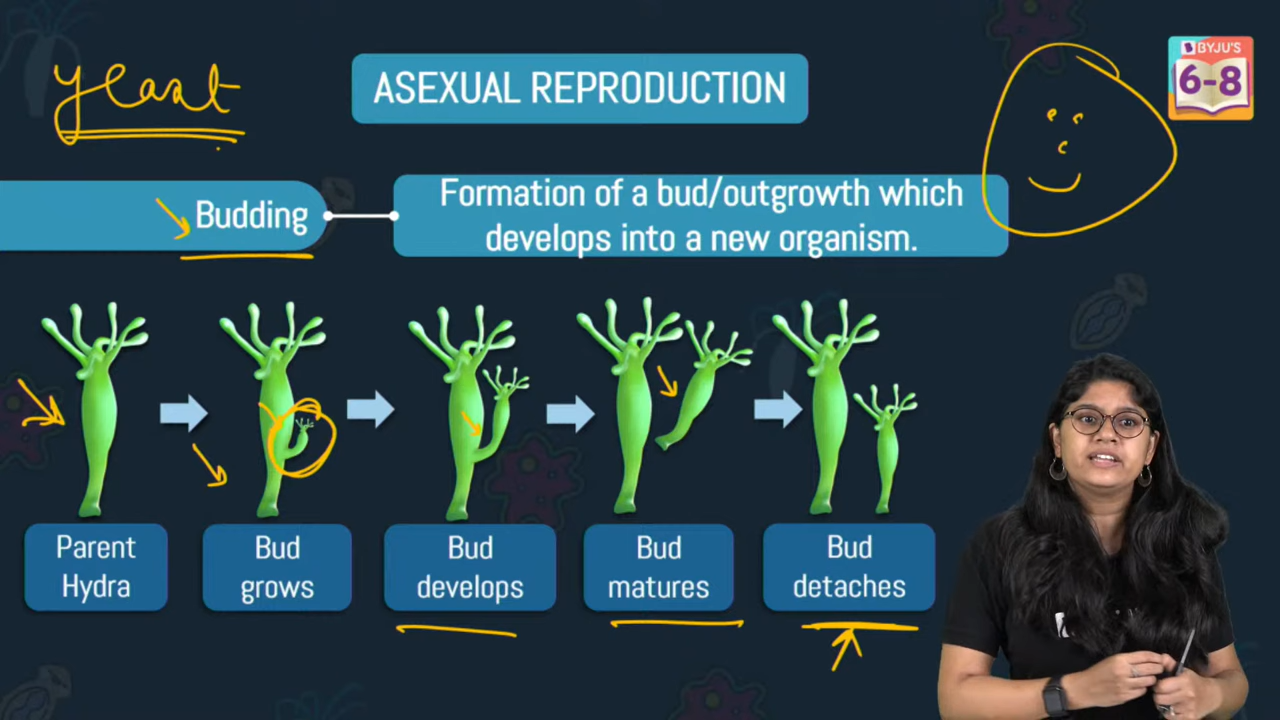 yeast
ASEXUAL REPRODUCTION
BYJU'S
6-8
Budding
Formation of a bud/outgrowth which
develops into a new organism.
Parent
Hydra
Bud
grows
Bud
develops
Bud
matures
Bud
detaches